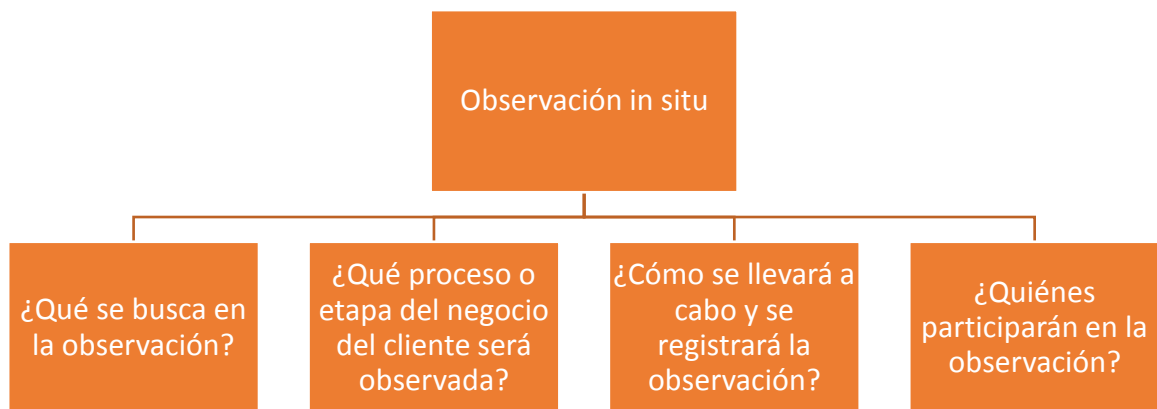 Observación in situ
¿Qué se busca en
la observación?
¿Qué proceso o
etapa del negocio
del cliente será
observada?
¿Cómo se llevará a
cabo y se
registrará la
observación?
¿Quiénes
participarán en la
observación?